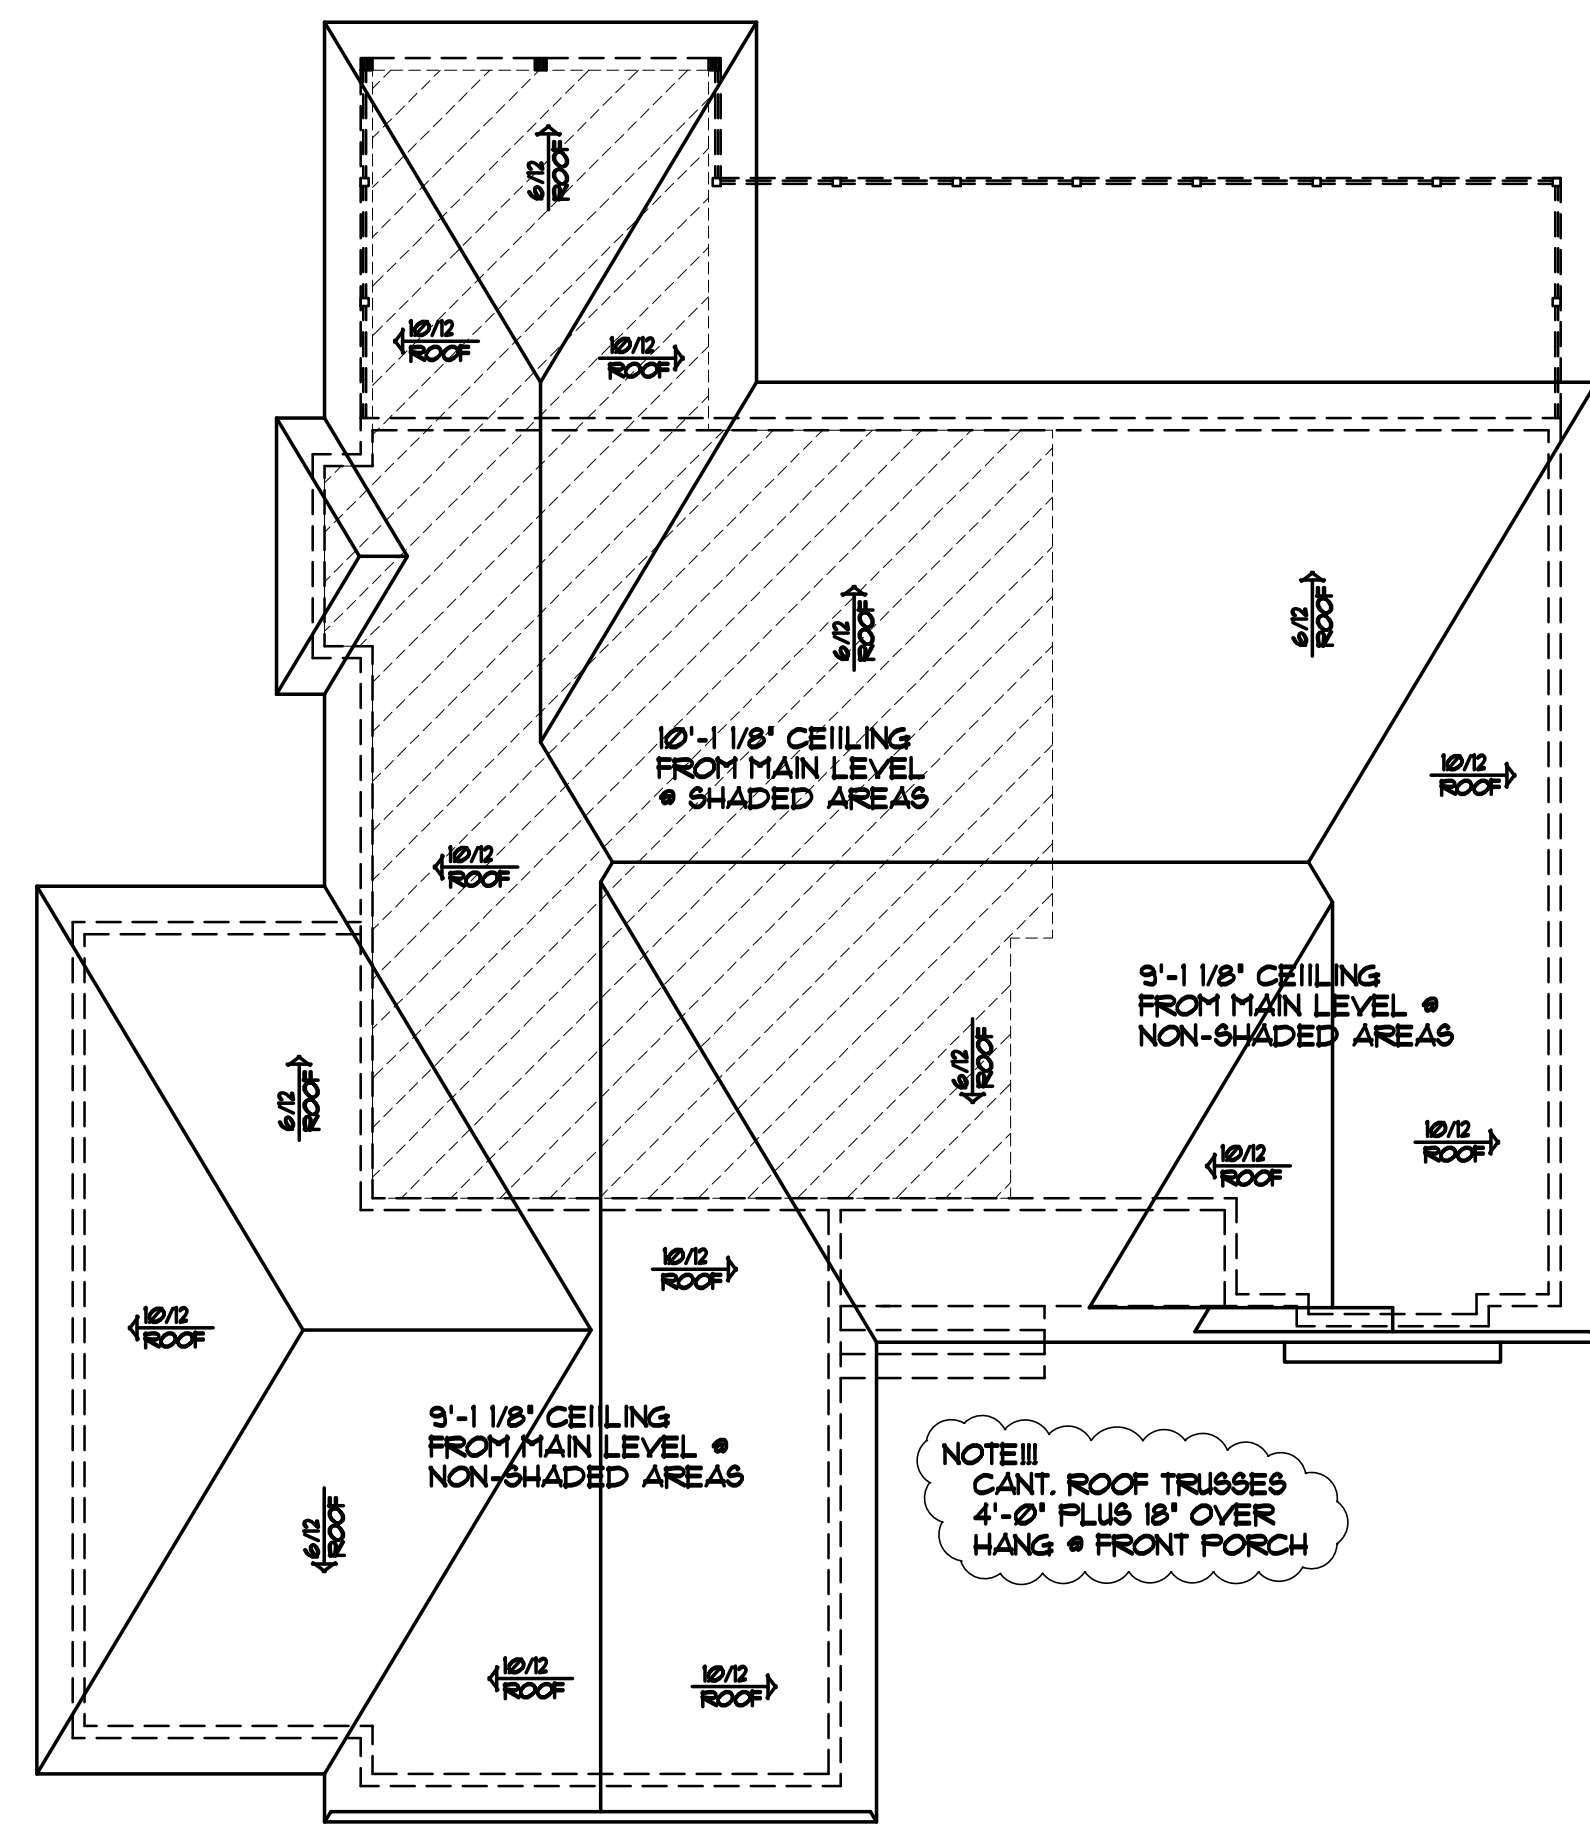 6/12
ROOF
10/12
ROOF
10/12
ROOF
6/12
ROOF
6/12
ROOF
10'-1 1/8" CEIILING
FROM MAIN LEVEL
@ SHADED AREAS
10/12
ROOF
10/12
ROOF
9'-1 1/8" CEIILING
FROM MAIN LEVEL @
NON-SHADED AREAS
6/12
ROOF
6/12
ROOF
10/12
ROOF
10/12
ROOF
10/12
ROOF
10/12
ROOF
9'-1 1/8" CEIILING
FROM MAIN LEVEL @
NON-SHADED AREAS
NOTE!!!
CANT. ROOF TRUSSES
4'-0" PLUS 18" OVER
HANG @ FRONT PORCH
6/12
ROOF
10/12
ROOF
10/12
ROOF